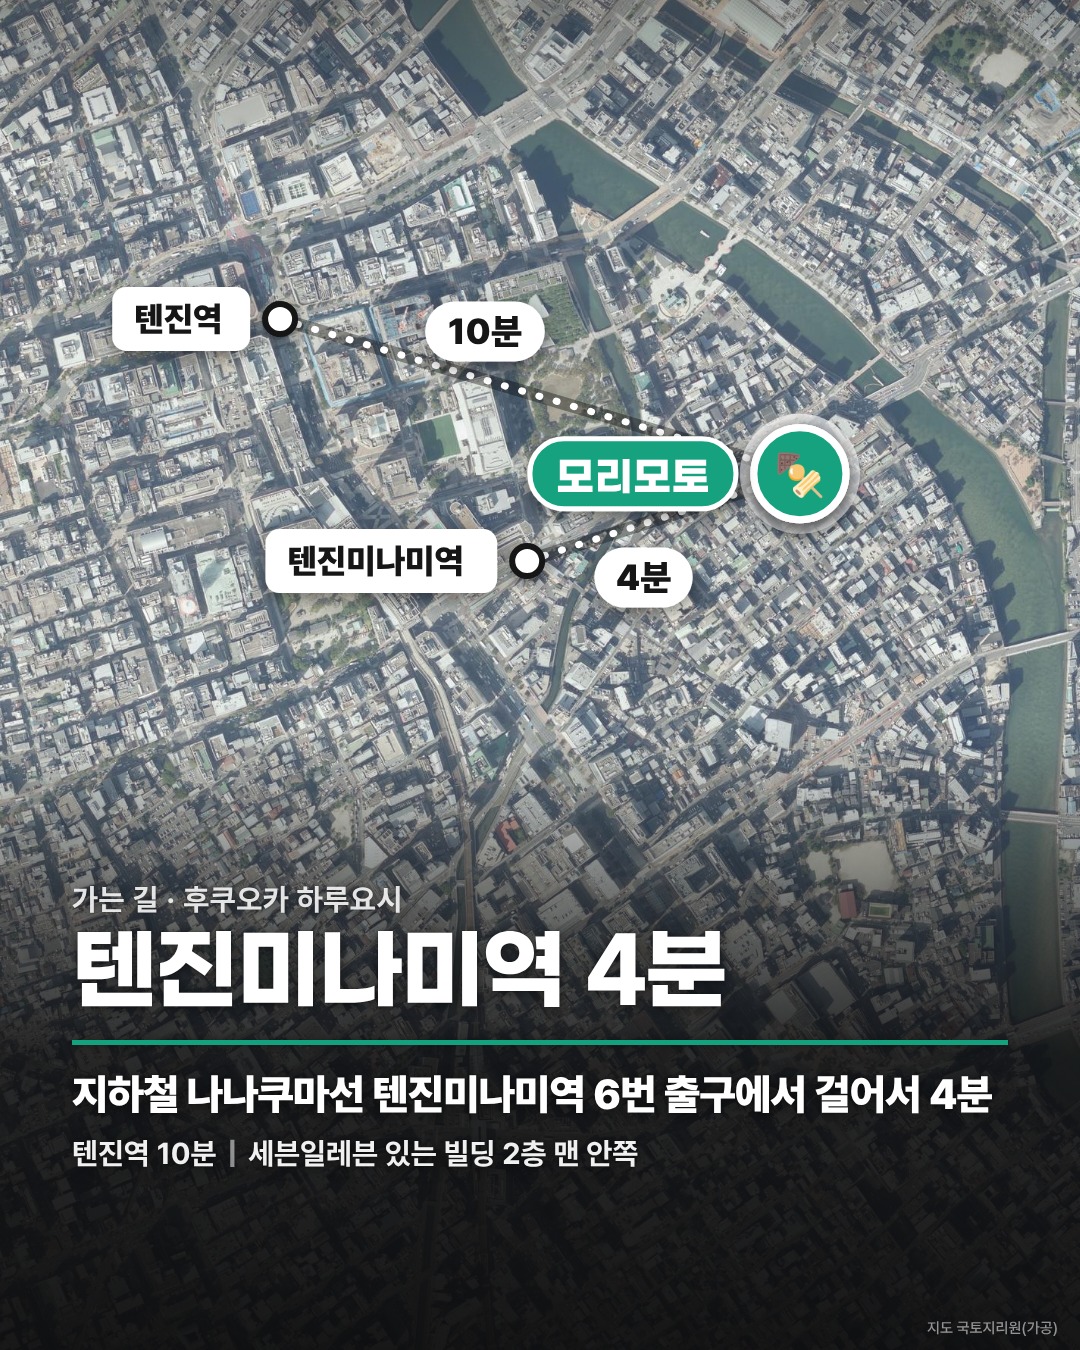 텐진역
10분
모리모토
텐진미나미역
4분
가는 길 · 후쿠오카 하루요시
텐진미나미역 4분
지하철 나나쿠마선 텐진미나미역 6번 출구에서 걸어서 4분
텐진역 10분 | 세븐일레븐 있는 빌딩 2층 맨 안쪽
지도 국토지리원(가공)